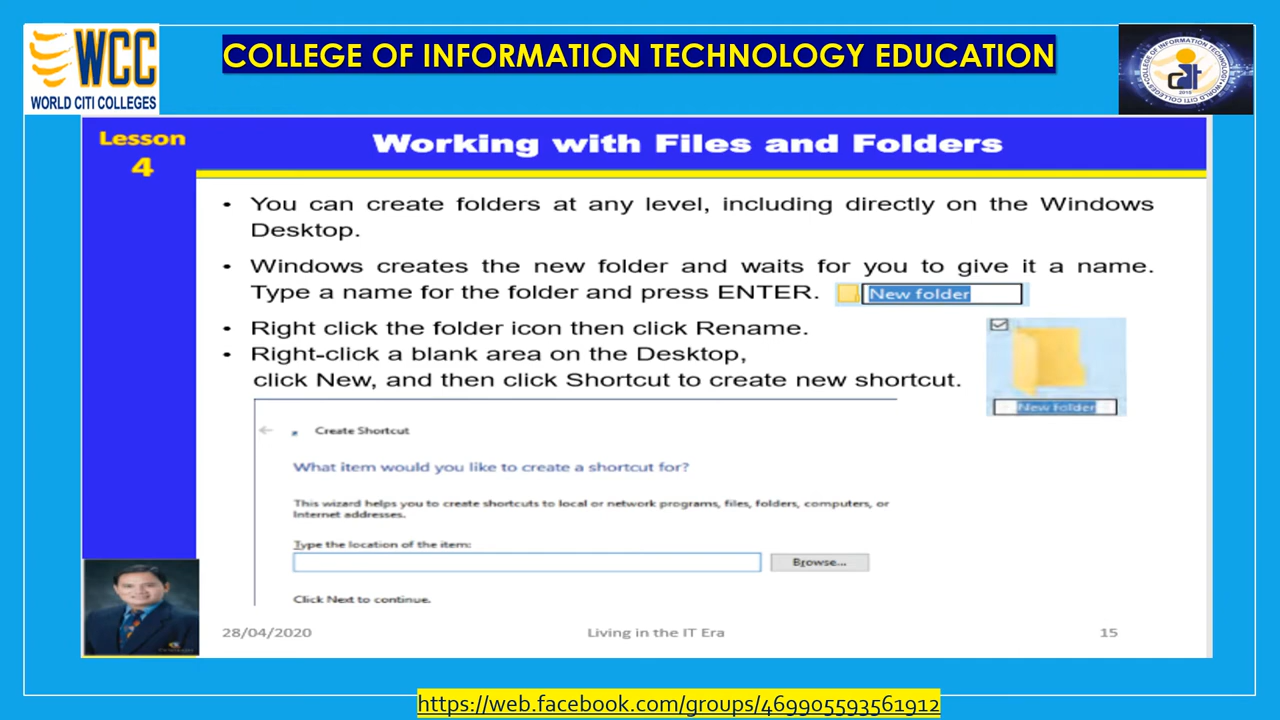 WCC
WORLD CITI COLLEGES
COLLEGE OF INFORMATION TECHNOLOGY EDUCATION
Lesson
4
Working with Files and Folders
• You can create folders at any level, including directly on the Windows
Desktop.
• Windows creates the new folder and waits for you to give it a name.
Type a name for the folder and press ENTER.
New folder
• Right click the folder icon then click Rename.
• Right-click a blank area on the Desktop,
click New, and then click Shortcut to create new shortcut.
New folder
Create Shortcut
What item would you like to create a shortcut for?
This wizard helps you to create shortcuts to local or network programs, files, folders, computers, or
Internet addresses.
Type the location of the item:
Browse...
Click Next to continue.
28/04/2020
Living in the IT Era
15
https://web.facebook.com/groups/469905593561912